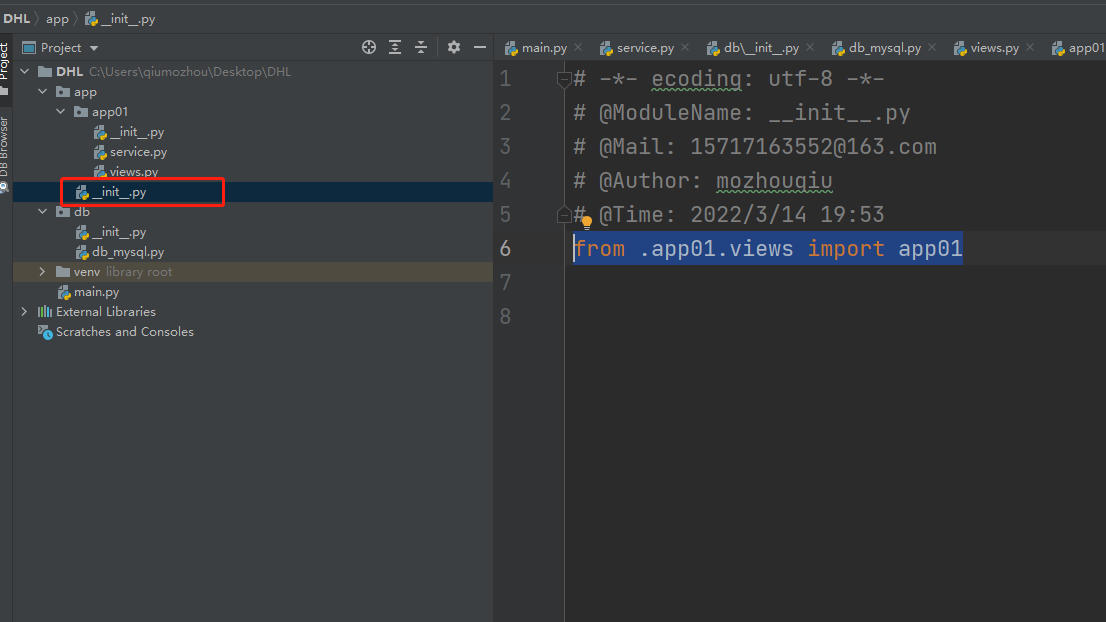 DHL app __init__.py
Project
DHL C:\Users\qiumozhou\Desktop\DHL
app
app01
__init__.py
service.py
views.py
__init__.py
db
__init__.py
db_mysql.py
venv library root
main.py
External Libraries
Scratches and Consoles
Project
DB Browser
main.py
service.py
db\__init__.py
db_mysql.py
views.py
app01
1 # -*- ecoding: utf-8 -*-
2 # @ModuleName: __init__.py
3 # @Mail: 15717163552@163.com
4 # @Author: mozhouqiu
5 # @Time: 2022/3/14 19:53
6 from .app01.views import app01
7
8